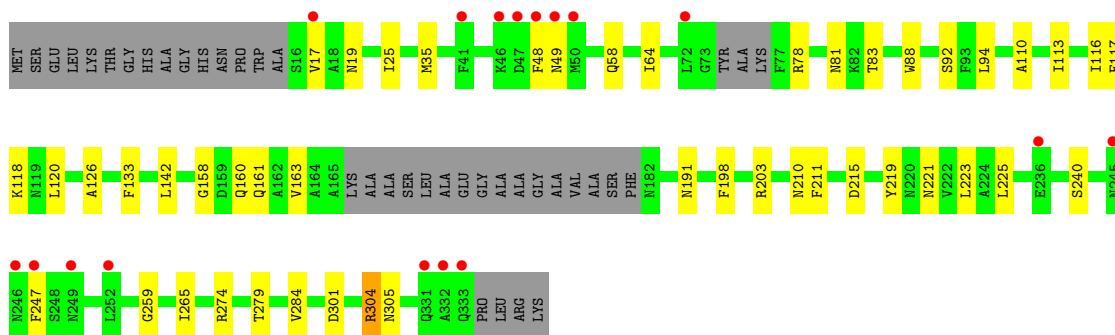 MET SER GLU LEU LYS THR GLY HIS ALA GLY HIS ASN PRO TRP ALA S16 V17 A18 N19 I25 M35 F41 K46 D47 F48 N49 M50 Q58 I64 L72 G73 TYR ALA LYS F77 R78 N81 K82 T83 W88 S92 F93 L94 A110 I113 I116 E117
K118 N119 L120 A126 F133 L142 G158 D159 Q160 Q161 A162 V163 A164 A165 LYS ALA ALA SER LEU ALA GLU GLY ALA ALA GLY ALA VAL ALA SER PHE N182 N191 F198 R203 N210 F211 D215 Y219 N220 N221 V222 L223 A224 L225 E236 S240 N245
N246 F247 S248 N249 L252 G259 I265 R274 T279 V284 D301 R304 N305 Q331 A332 Q333 PRO LEU ARG LYS